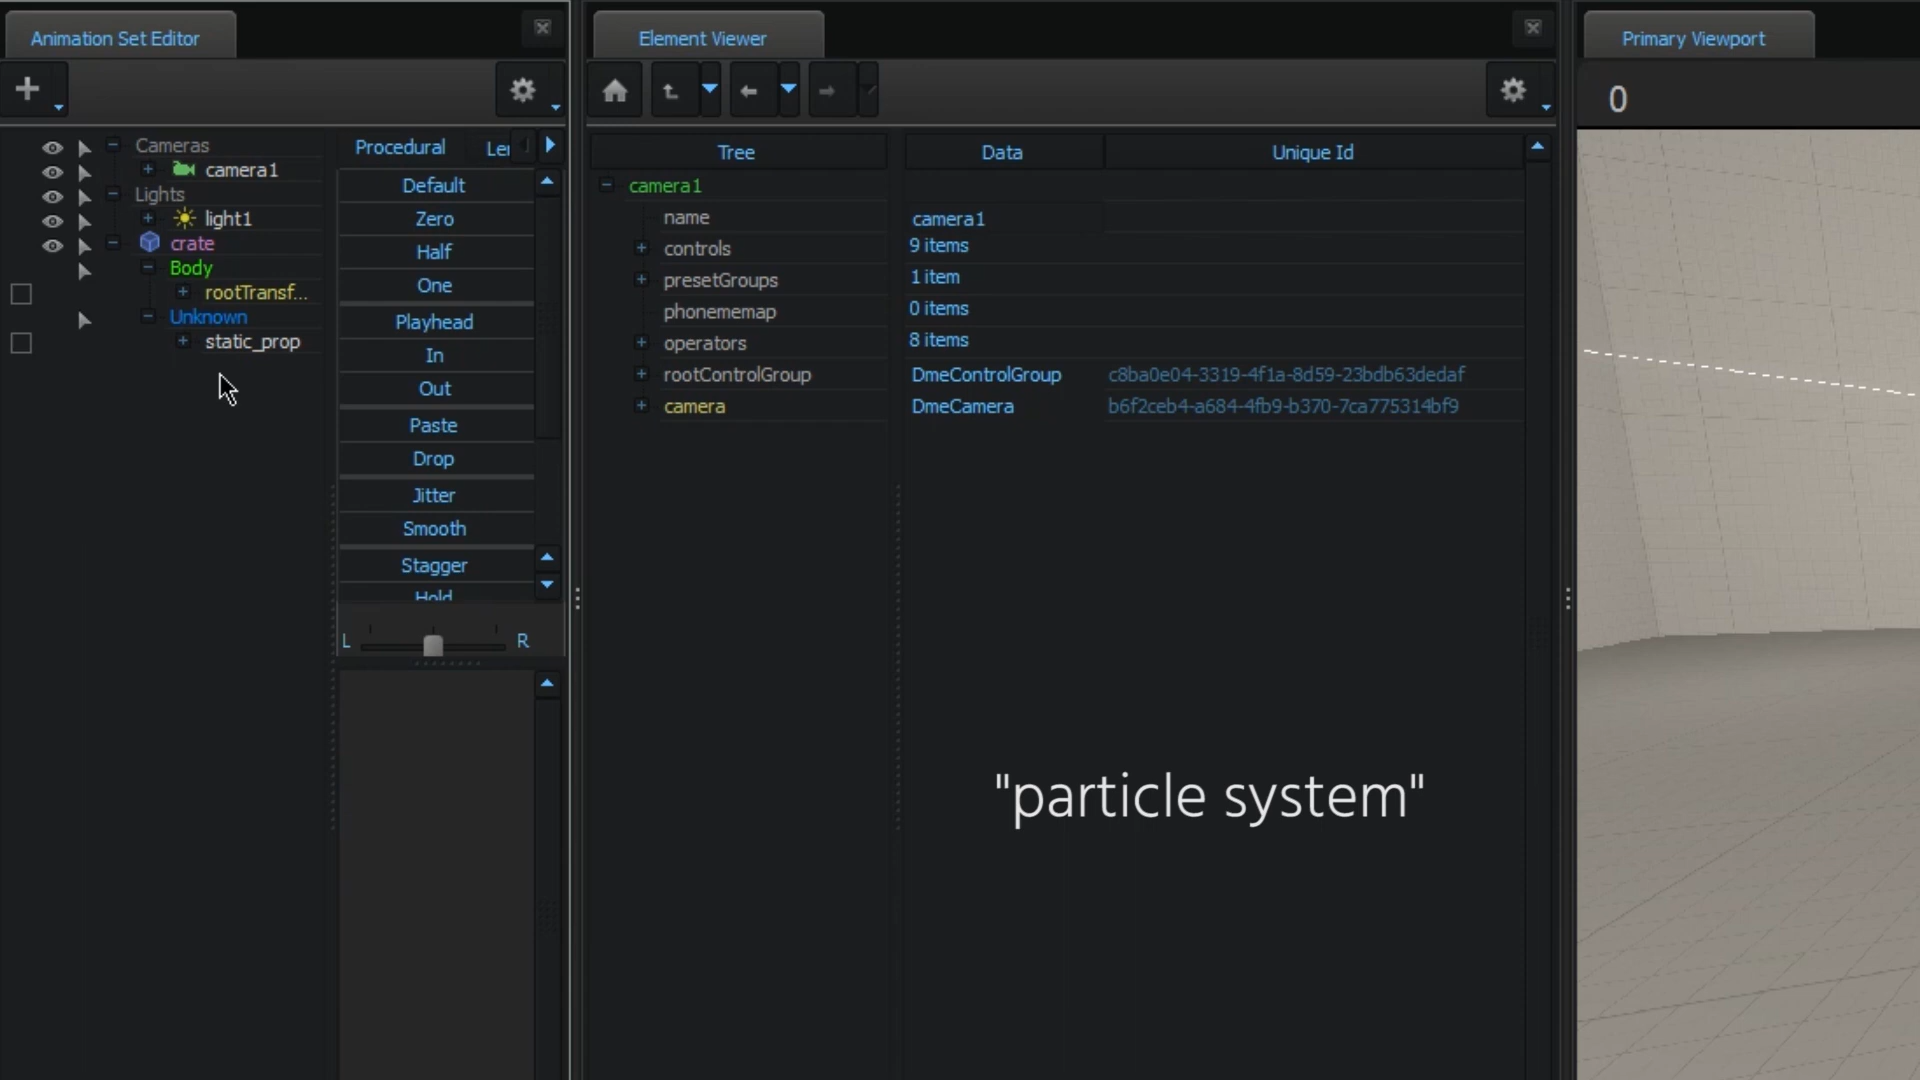 Animation Set Editor
Cameras
camera1
Lights
light1
crate
Body
rootTransf...
Unknown
static_prop
Procedural
Default
Zero
Half
One
Playhead
In
Out
Paste
Drop
Jitter
Smooth
Stagger
Hold
L R
Element Viewer
Tree Data Unique Id
camera1
name camera1
controls 9 items
presetGroups 1 item
phonememap 0 items
operators 8 items
rootControlGroup DmeControlGroup c8ba0e04-3319-4f1a-8d59-23bdb63dedaf
camera DmeCamera b6f2ceb4-a684-4fb9-b370-7ca775314bf9
"particle system"
Primary Viewport
0